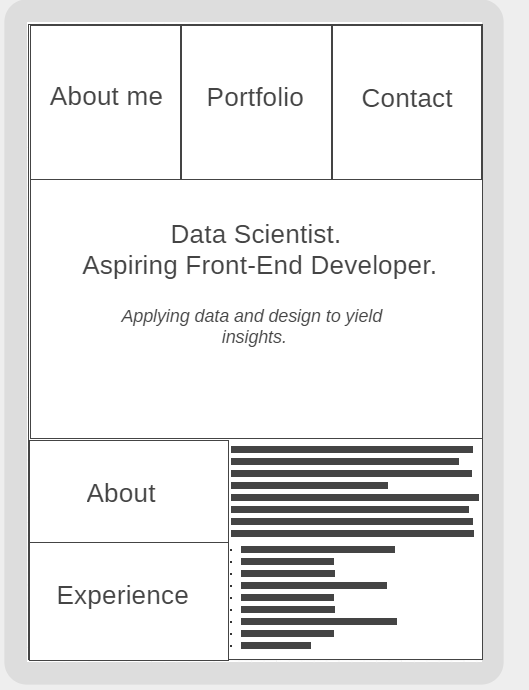 About me
Portfolio
Contact
Data Scientist.
Aspiring Front-End Developer.
Applying data and design to yield
insights.
About
Experience